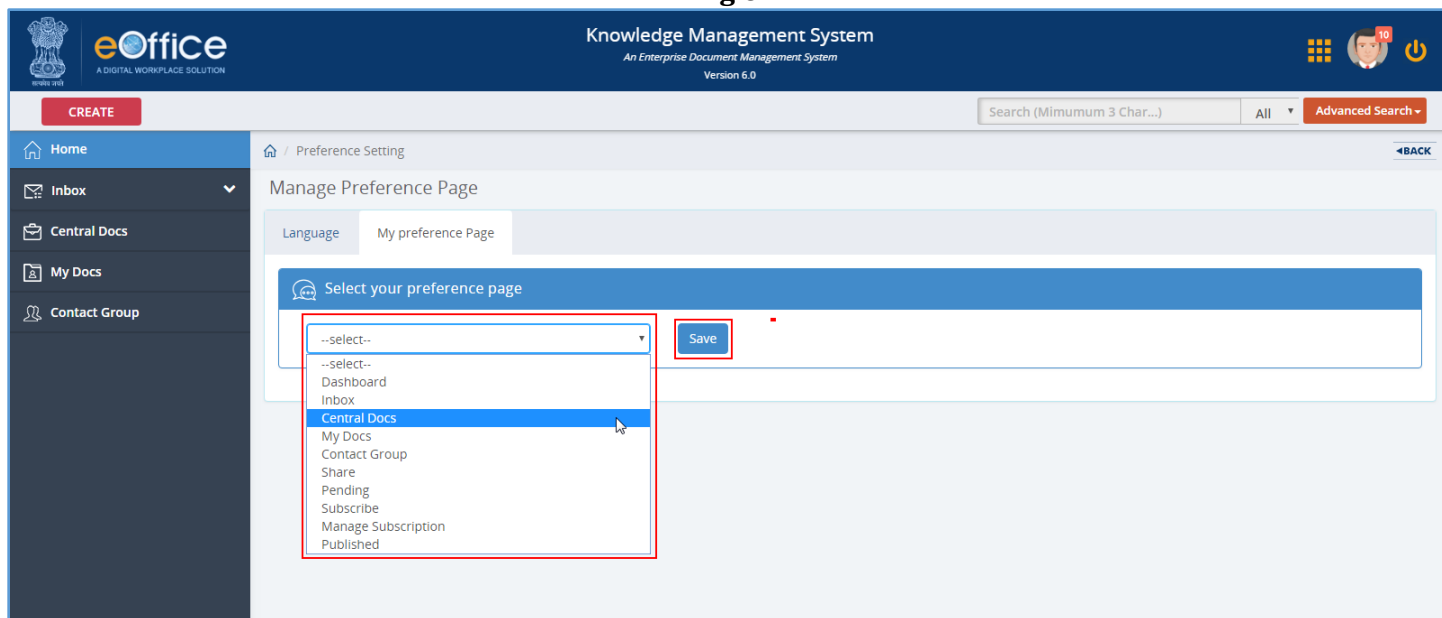 eOffice
A DIGITAL WORKPLACE SOLUTION
सत्यमेव जयते
Knowledge Management System
An Enterprise Document Management System
Version 6.0
10
CREATE
Search (Mimumum 3 Char...)
All
Advanced Search
Home
Inbox
Central Docs
My Docs
Contact Group
/ Preference Setting
BACK
Manage Preference Page
Language
My preference Page
Select your preference page
--select--
Save
--select--
Dashboard
Inbox
Central Docs
My Docs
Contact Group
Share
Pending
Subscribe
Manage Subscription
Published